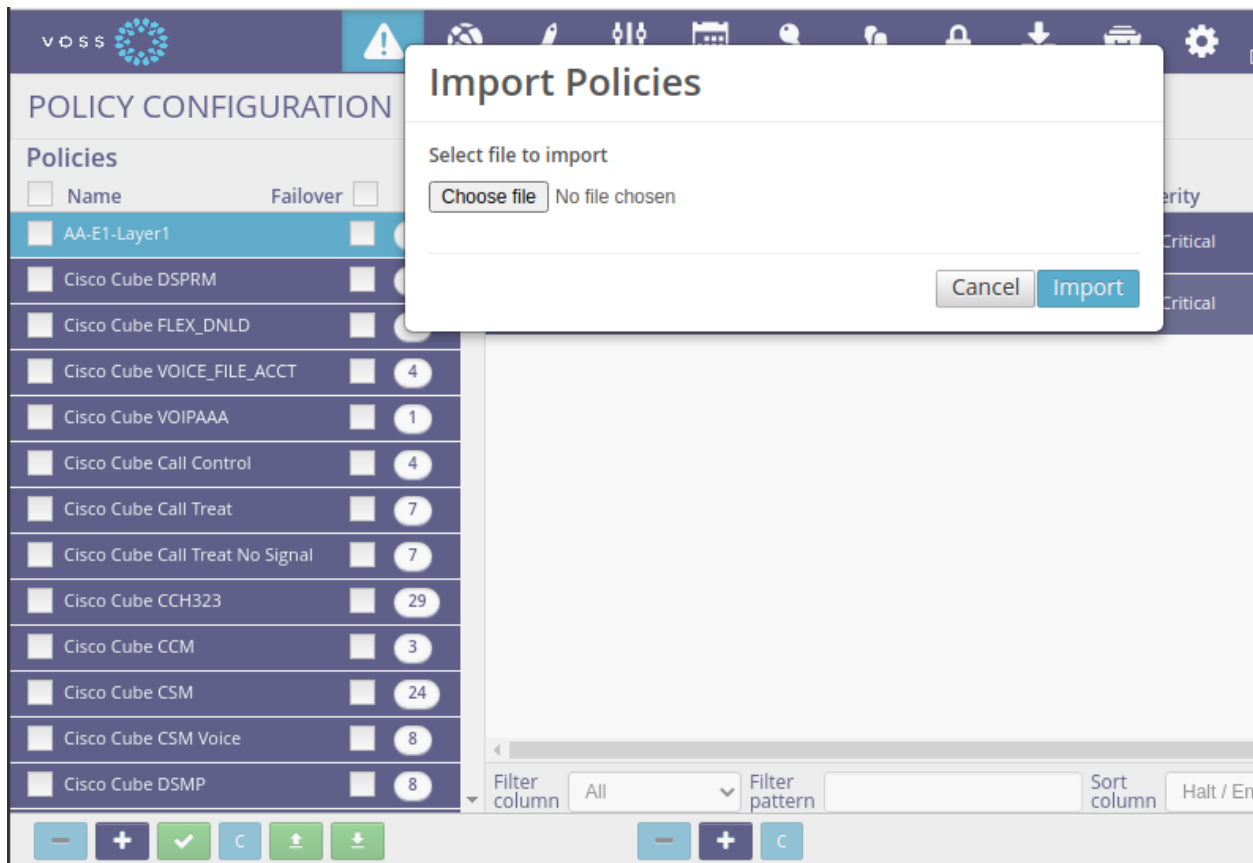 VOSS
Import Policies
POLICY CONFIGURATION
Select file to import
Choose file No file chosen
Cancel Import
Policies
Name Failover
AA-E1-Layer1
Cisco Cube DSPRM
Cisco Cube FLEX_DNLD
Cisco Cube VOICE_FILE_ACCT 4
Cisco Cube VOIPAAA 1
Cisco Cube Call Control 4
Cisco Cube Call Treat 7
Cisco Cube Call Treat No Signal 7
Cisco Cube CCH323 29
Cisco Cube CCM 3
Cisco Cube CSM 24
Cisco Cube CSM Voice 8
Cisco Cube DSMP 8
erity
Critical
Critical
Filter column All Filter pattern Sort column Halt / Em
C
C